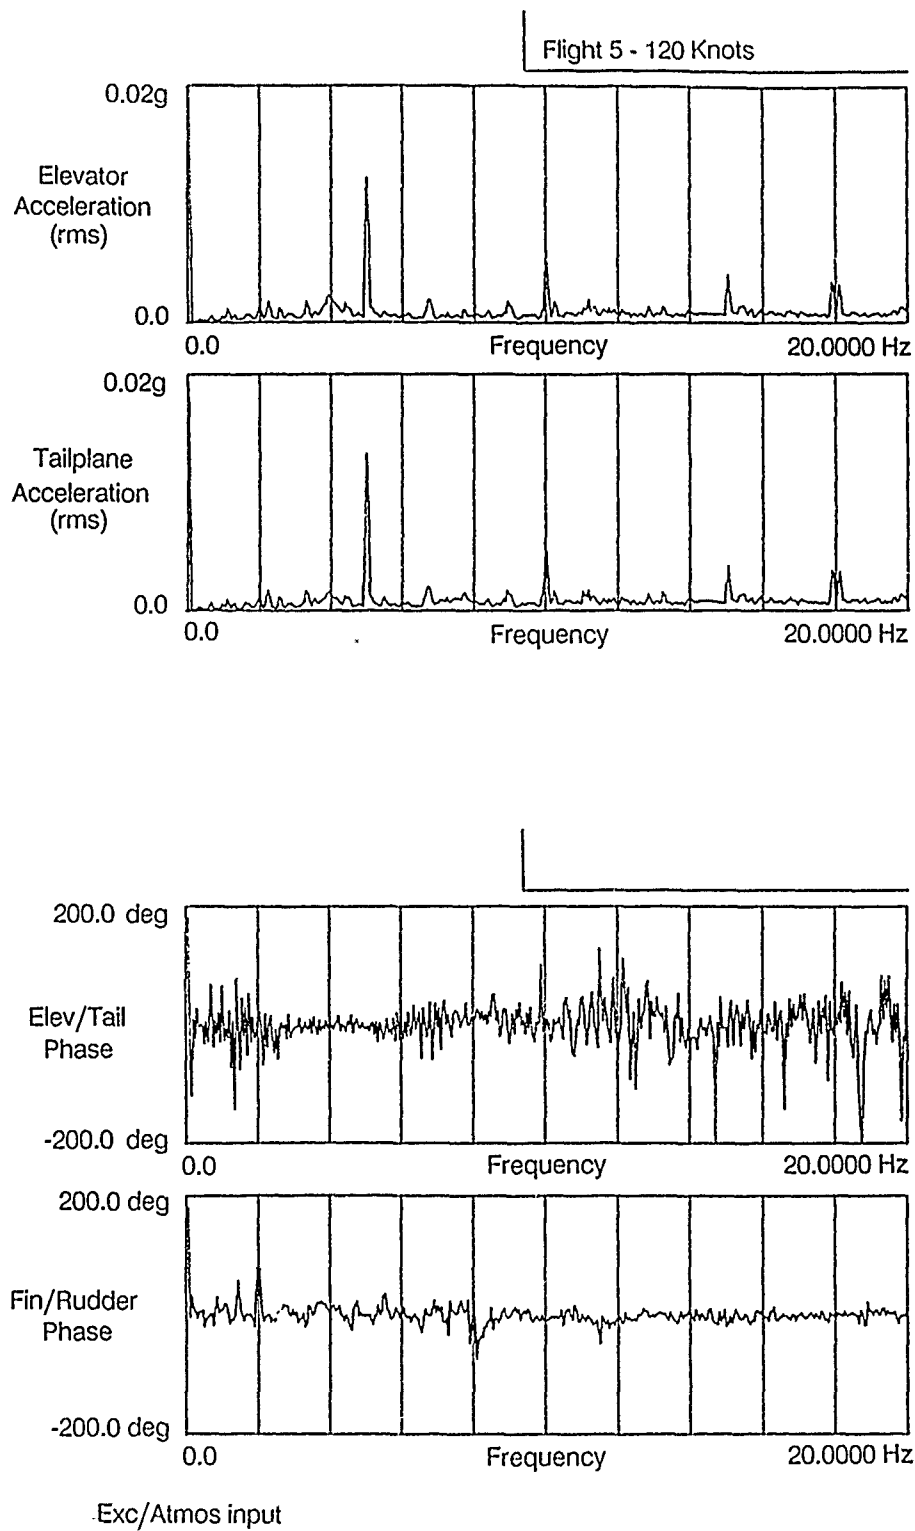 Flight 5 - 120 Knots
0.02g
Elevator
Acceleration
(rms)
0.0
0.0 Frequency 20.0000 Hz
0.02g
Tailplane
Acceleration
(rms)
0.0
0.0 Frequency 20.0000 Hz
200.0 deg
Elev/Tail
Phase
-200.0 deg
0.0 Frequency 20.0000 Hz
200.0 deg
Fin/Rudder
Phase
-200.0 deg
0.0 Frequency 20.0000 Hz
Exc/Atmos input